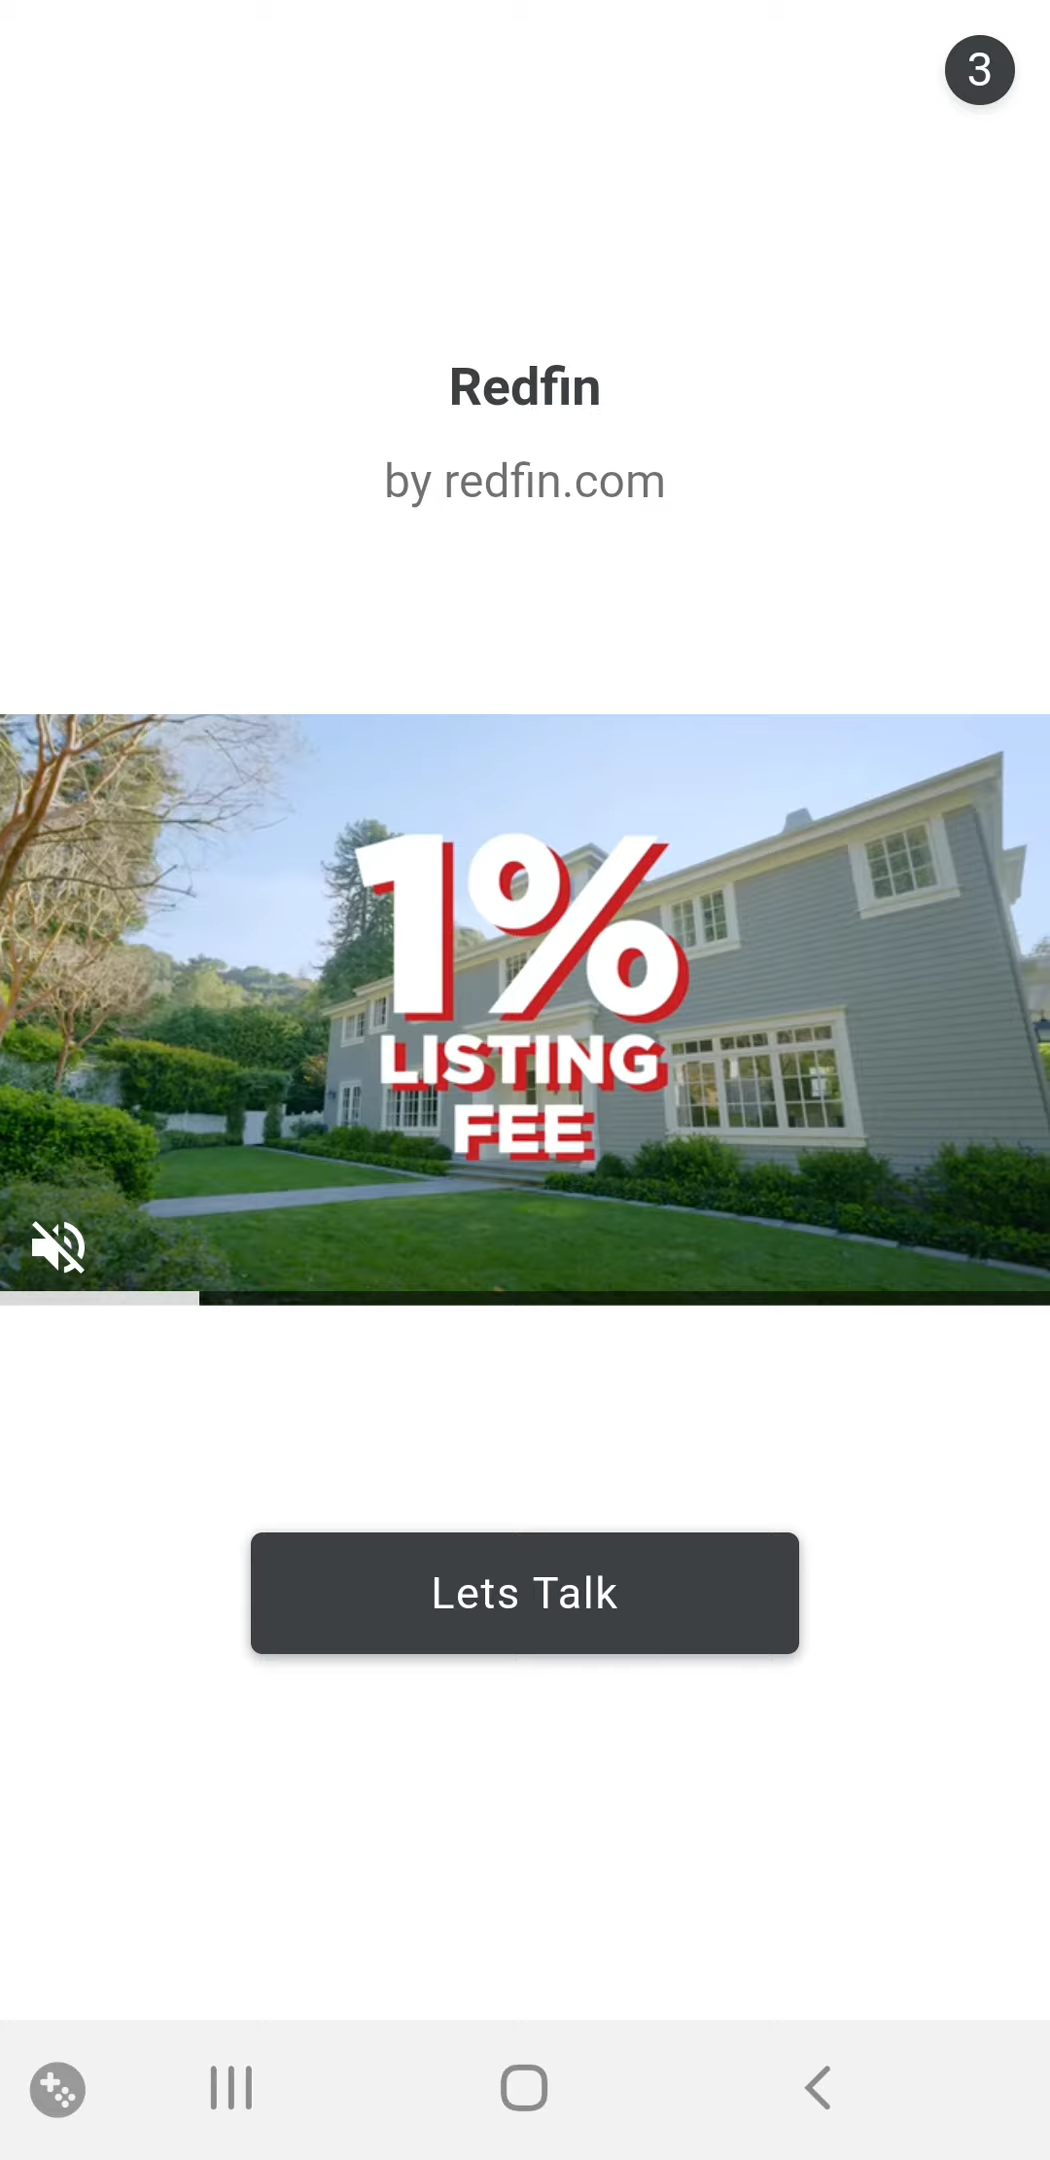 3
Redfin
by redfin.com
1%
LISTING
FEE
Lets Talk